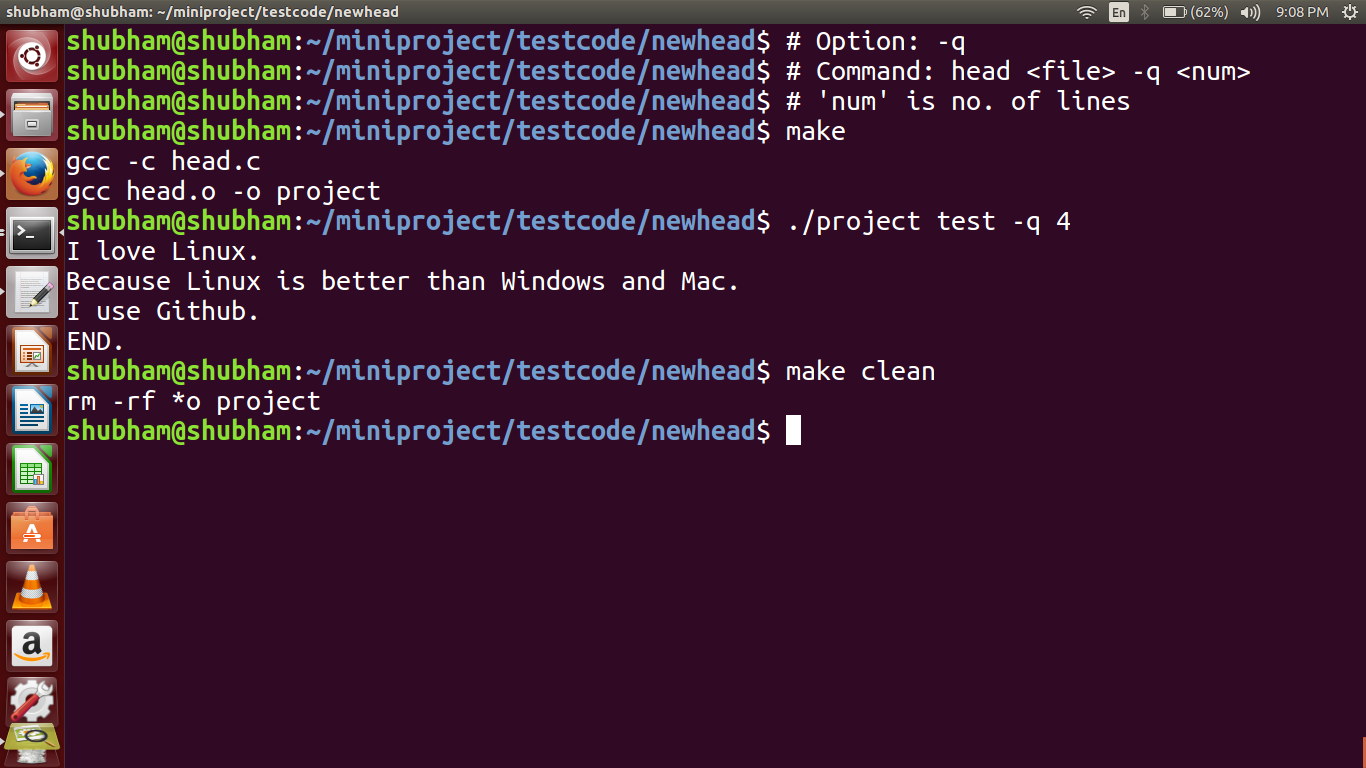 shubham@shubham: ~/miniproject/testcode/newhead
En
(62%)
9:08 PM
shubham@shubham:~/miniproject/testcode/newhead$ # Option: -q
shubham@shubham:~/miniproject/testcode/newhead$ # Command: head <file> -q <num>
shubham@shubham:~/miniproject/testcode/newhead$ # 'num' is no. of lines
shubham@shubham:~/miniproject/testcode/newhead$ make
gcc -c head.c
gcc head.o -o project
shubham@shubham:~/miniproject/testcode/newhead$ ./project test -q 4
I love Linux.
Because Linux is better than Windows and Mac.
I use Github.
END.
shubham@shubham:~/miniproject/testcode/newhead$ make clean
rm -rf *o project
shubham@shubham:~/miniproject/testcode/newhead$